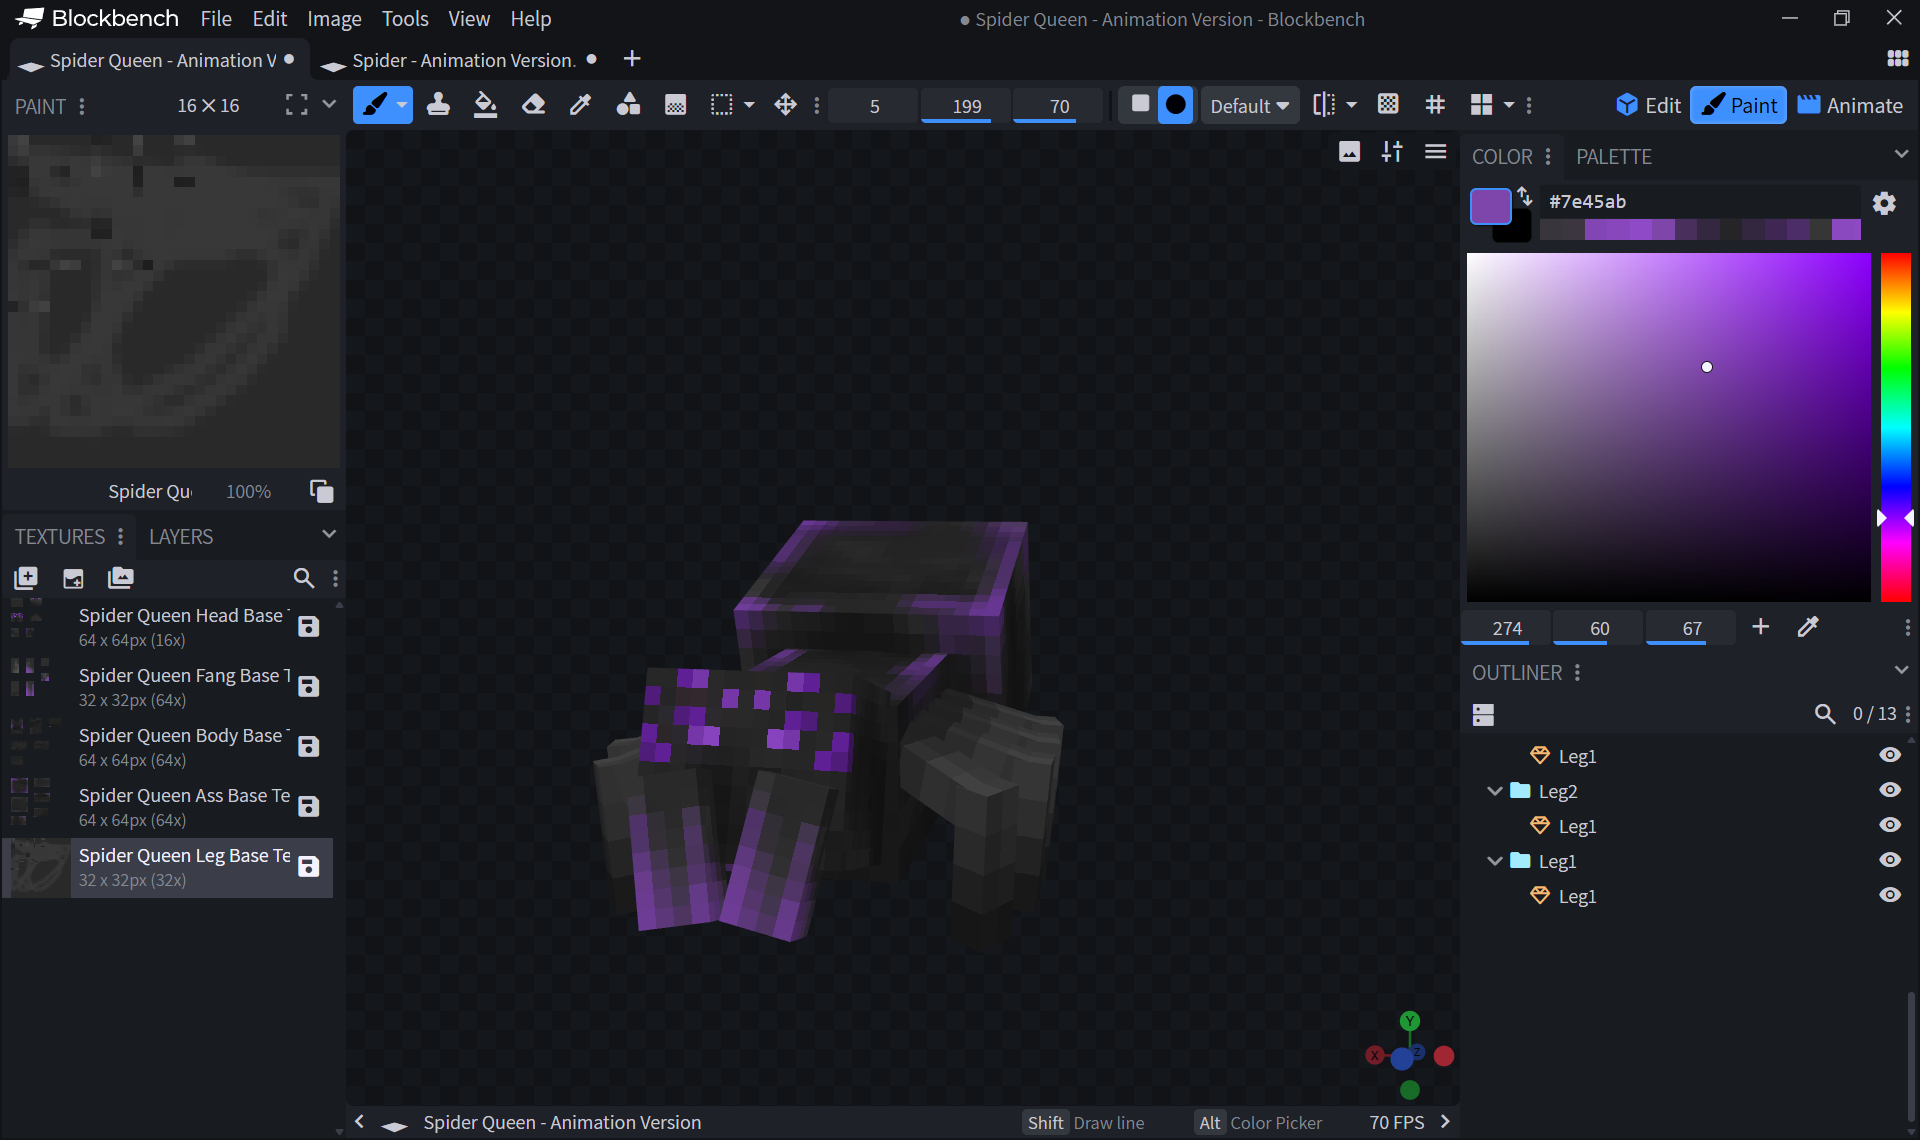 Blockbench File Edit Image Tools View Help
Spider Queen - Animation Version - Blockbench
Spider Queen - Animation V
Spider - Animation Version.
PAINT 16 × 16
5 199 70 Default
Edit Paint Animate
COLOR PALETTE
#7e45ab
Spider Qu 100%
TEXTURES LAYERS
Spider Queen Head Base
64 x 64px (16x)
Spider Queen Fang Base T
32 x 32px (64x)
Spider Queen Body Base
64 x 64px (64x)
Spider Queen Ass Base Te
64 x 64px (64x)
Spider Queen Leg Base Te
32 x 32px (32x)
274 60 67
OUTLINER
0 / 13
Leg1
Leg2
Leg1
Leg1
Leg1
Y
X
Z
Spider Queen - Animation Version
Shift Draw line Alt Color Picker 70 FPS